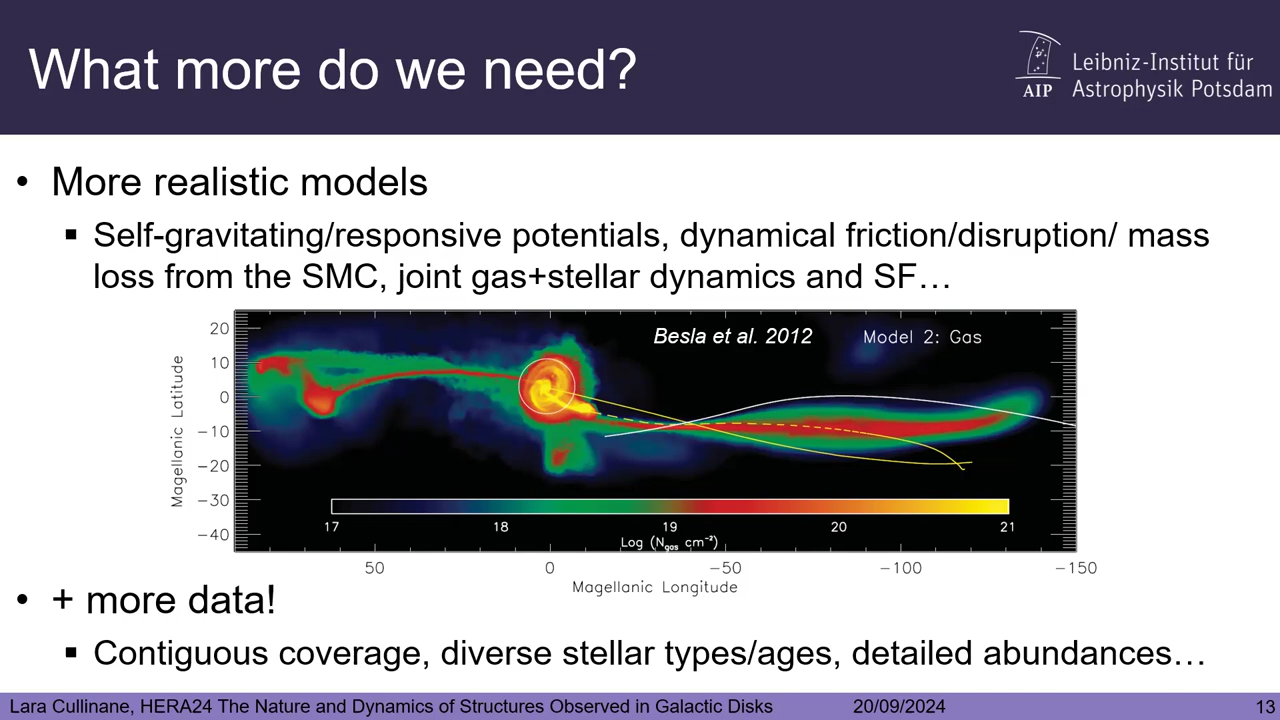 What more do we need?
AIP
Leibniz-Institut für
Astrophysik Potsdam
• More realistic models
▪ Self-gravitating/responsive potentials, dynamical friction/disruption/ mass
loss from the SMC, joint gas+stellar dynamics and SF…
Besla et al. 2012
Model 2: Gas
Magellanic Latitude
20
10
0
−10
−20
−30
−40
17 18 19 20 21
Log (Ngas cm⁻²)
50 0 −50 −100 −150
Magellanic Longitude
• + more data!
▪ Contiguous coverage, diverse stellar types/ages, detailed abundances…
Lara Cullinane, HERA24 The Nature and Dynamics of Structures Observed in Galactic Disks 20/09/2024 13